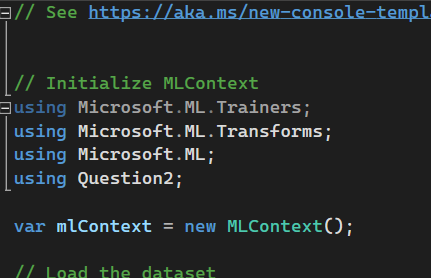 // See https://aka.ms/new-console-templ
// Initialize MLContext
using Microsoft.ML.Trainers;
using Microsoft.ML.Transforms;
using Microsoft.ML;
using Question2;
var mlContext = new MLContext();
// Load the dataset